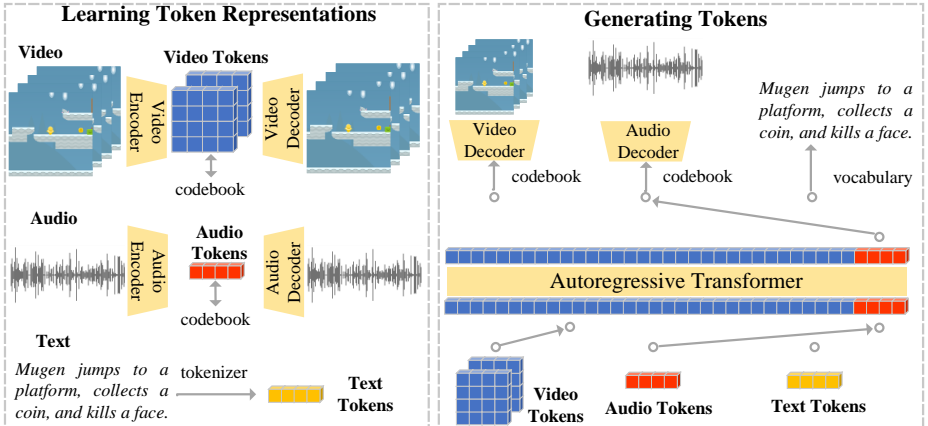 Learning Token Representations
Video
Video Tokens
Video
Encoder
Video
Decoder
codebook
Audio
Audio
Tokens
Audio
Encoder
Audio
Decoder
codebook
Text
Mugen jumps to a
platform, collects a
coin, and kills a face.
tokenizer
Text
Tokens
Generating Tokens
Video
Decoder
Audio
Decoder
Mugen jumps to a
platform, collects a
coin, and kills a face.
codebook
codebook
vocabulary
Autoregressive Transformer
Video
Tokens
Audio Tokens
Text Tokens